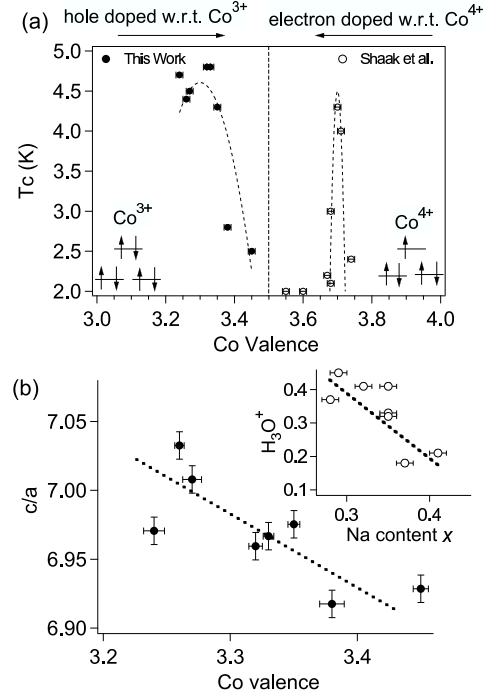 (a)
hole doped w.r.t. Co³⁺
electron doped w.r.t. Co⁴⁺
This Work
Shaak et al.
5.0
4.5
4.0
3.5
3.0
2.5
2.0
Tc (K)
Co³⁺
Co⁴⁺
3.0 3.2 3.4 3.6 3.8 4.0
Co Valence
(b)
7.05
7.00
6.95
6.90
c/a
0.4
0.3
0.2
0.1
H₃O⁺
0.3 0.4
Na content x
3.2 3.3 3.4
Co valence